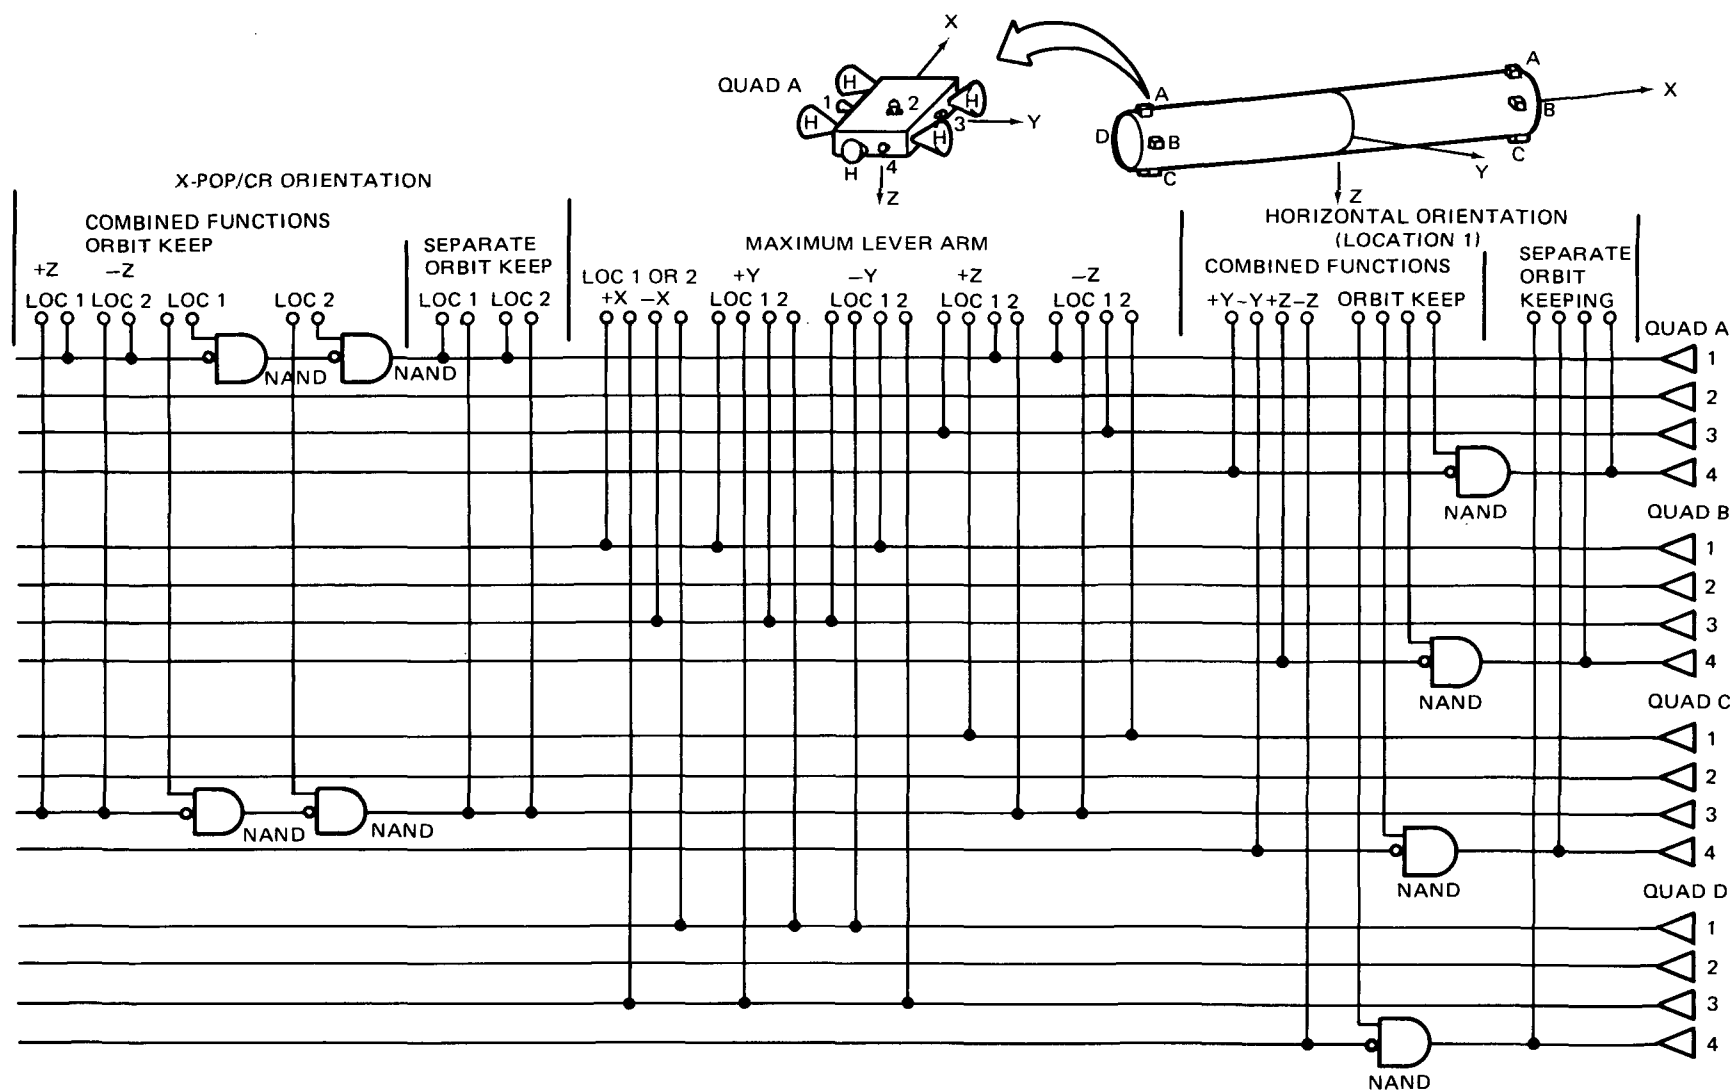 X
QUAD A
H
H
1
2
H
3
Y
H
H
4
Z
A
D
B
C
A
B
C
X
Y
Z
X-POP/CR ORIENTATION
COMBINED FUNCTIONS
ORBIT KEEP
+Z
−Z
LOC 1 LOC 2 LOC 1 LOC 2
SEPARATE
ORBIT KEEP
LOC 1 LOC 2
MAXIMUM LEVER ARM
LOC 1 OR 2
+X −X
+Y
LOC 1 2
−Y
LOC 1 2
+Z
LOC 1 2
−Z
LOC 1 2
HORIZONTAL ORIENTATION
(LOCATION 1)
COMBINED FUNCTIONS
+Y −Y +Z −Z ORBIT KEEP
SEPARATE
ORBIT
KEEPING
QUAD A
1
NAND
NAND
2
3
4
NAND
QUAD B
1
2
3
4
NAND
QUAD C
1
2
3
NAND
NAND
4
NAND
QUAD D
1
2
3
4
NAND